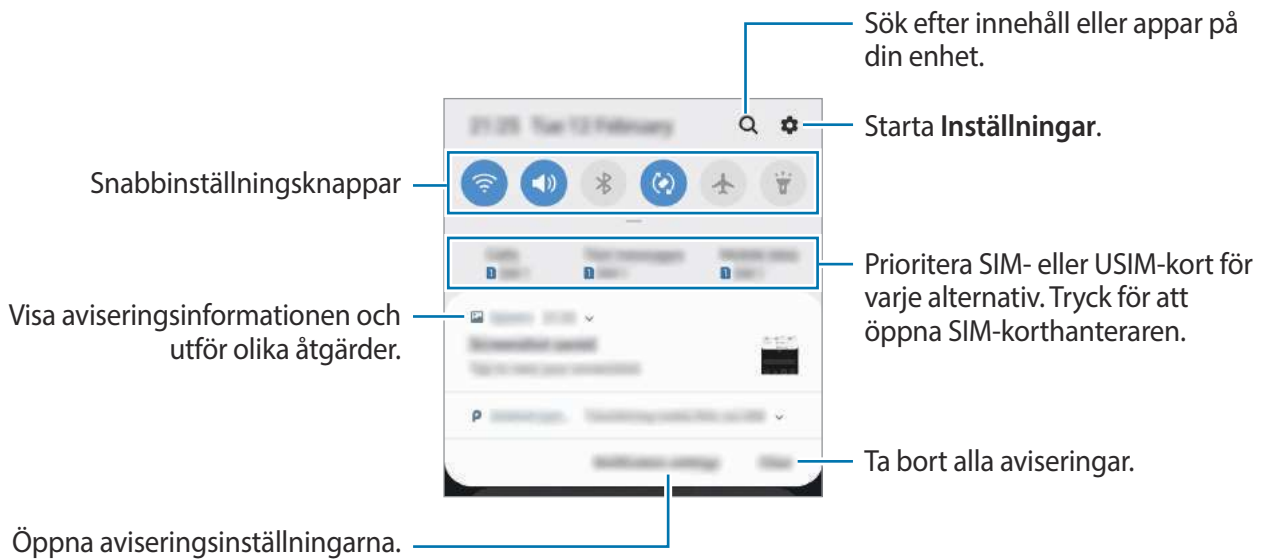 Sök efter innehåll eller appar på
din enhet.
Starta Inställningar.
Snabbinställningsknappar
Prioritera SIM- eller USIM-kort för
varje alternativ. Tryck för att
öppna SIM-korthanteraren.
Visa aviseringsinformationen och
utför olika åtgärder.
Ta bort alla aviseringar.
Öppna aviseringsinställningarna.